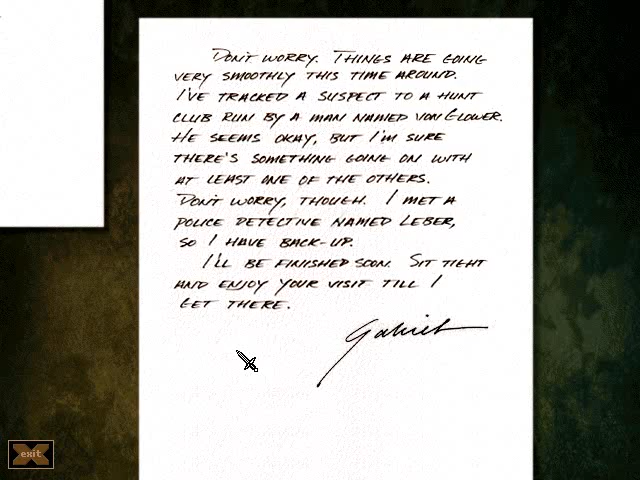 DON'T WORRY. THINGS ARE GOING
VERY SMOOTHLY THIS TIME AROUND.
I'VE TRACKED A SUSPECT TO A HUNT
CLUB RUN BY A MAN NAMED VON GLOWER.
HE SEEMS OKAY, BUT I'M SURE
THERE'S SOMETHING GOING ON WITH
AT LEAST ONE OF THE OTHERS.
DON'T WORRY, THOUGH. I MET A
POLICE DETECTIVE NAMED LEBER,
SO I HAVE BACK-UP.
I'LL BE FINISHED SOON. SIT TIGHT
AND ENJOY YOUR VISIT TILL I
GET THERE.
Gabriel
exit